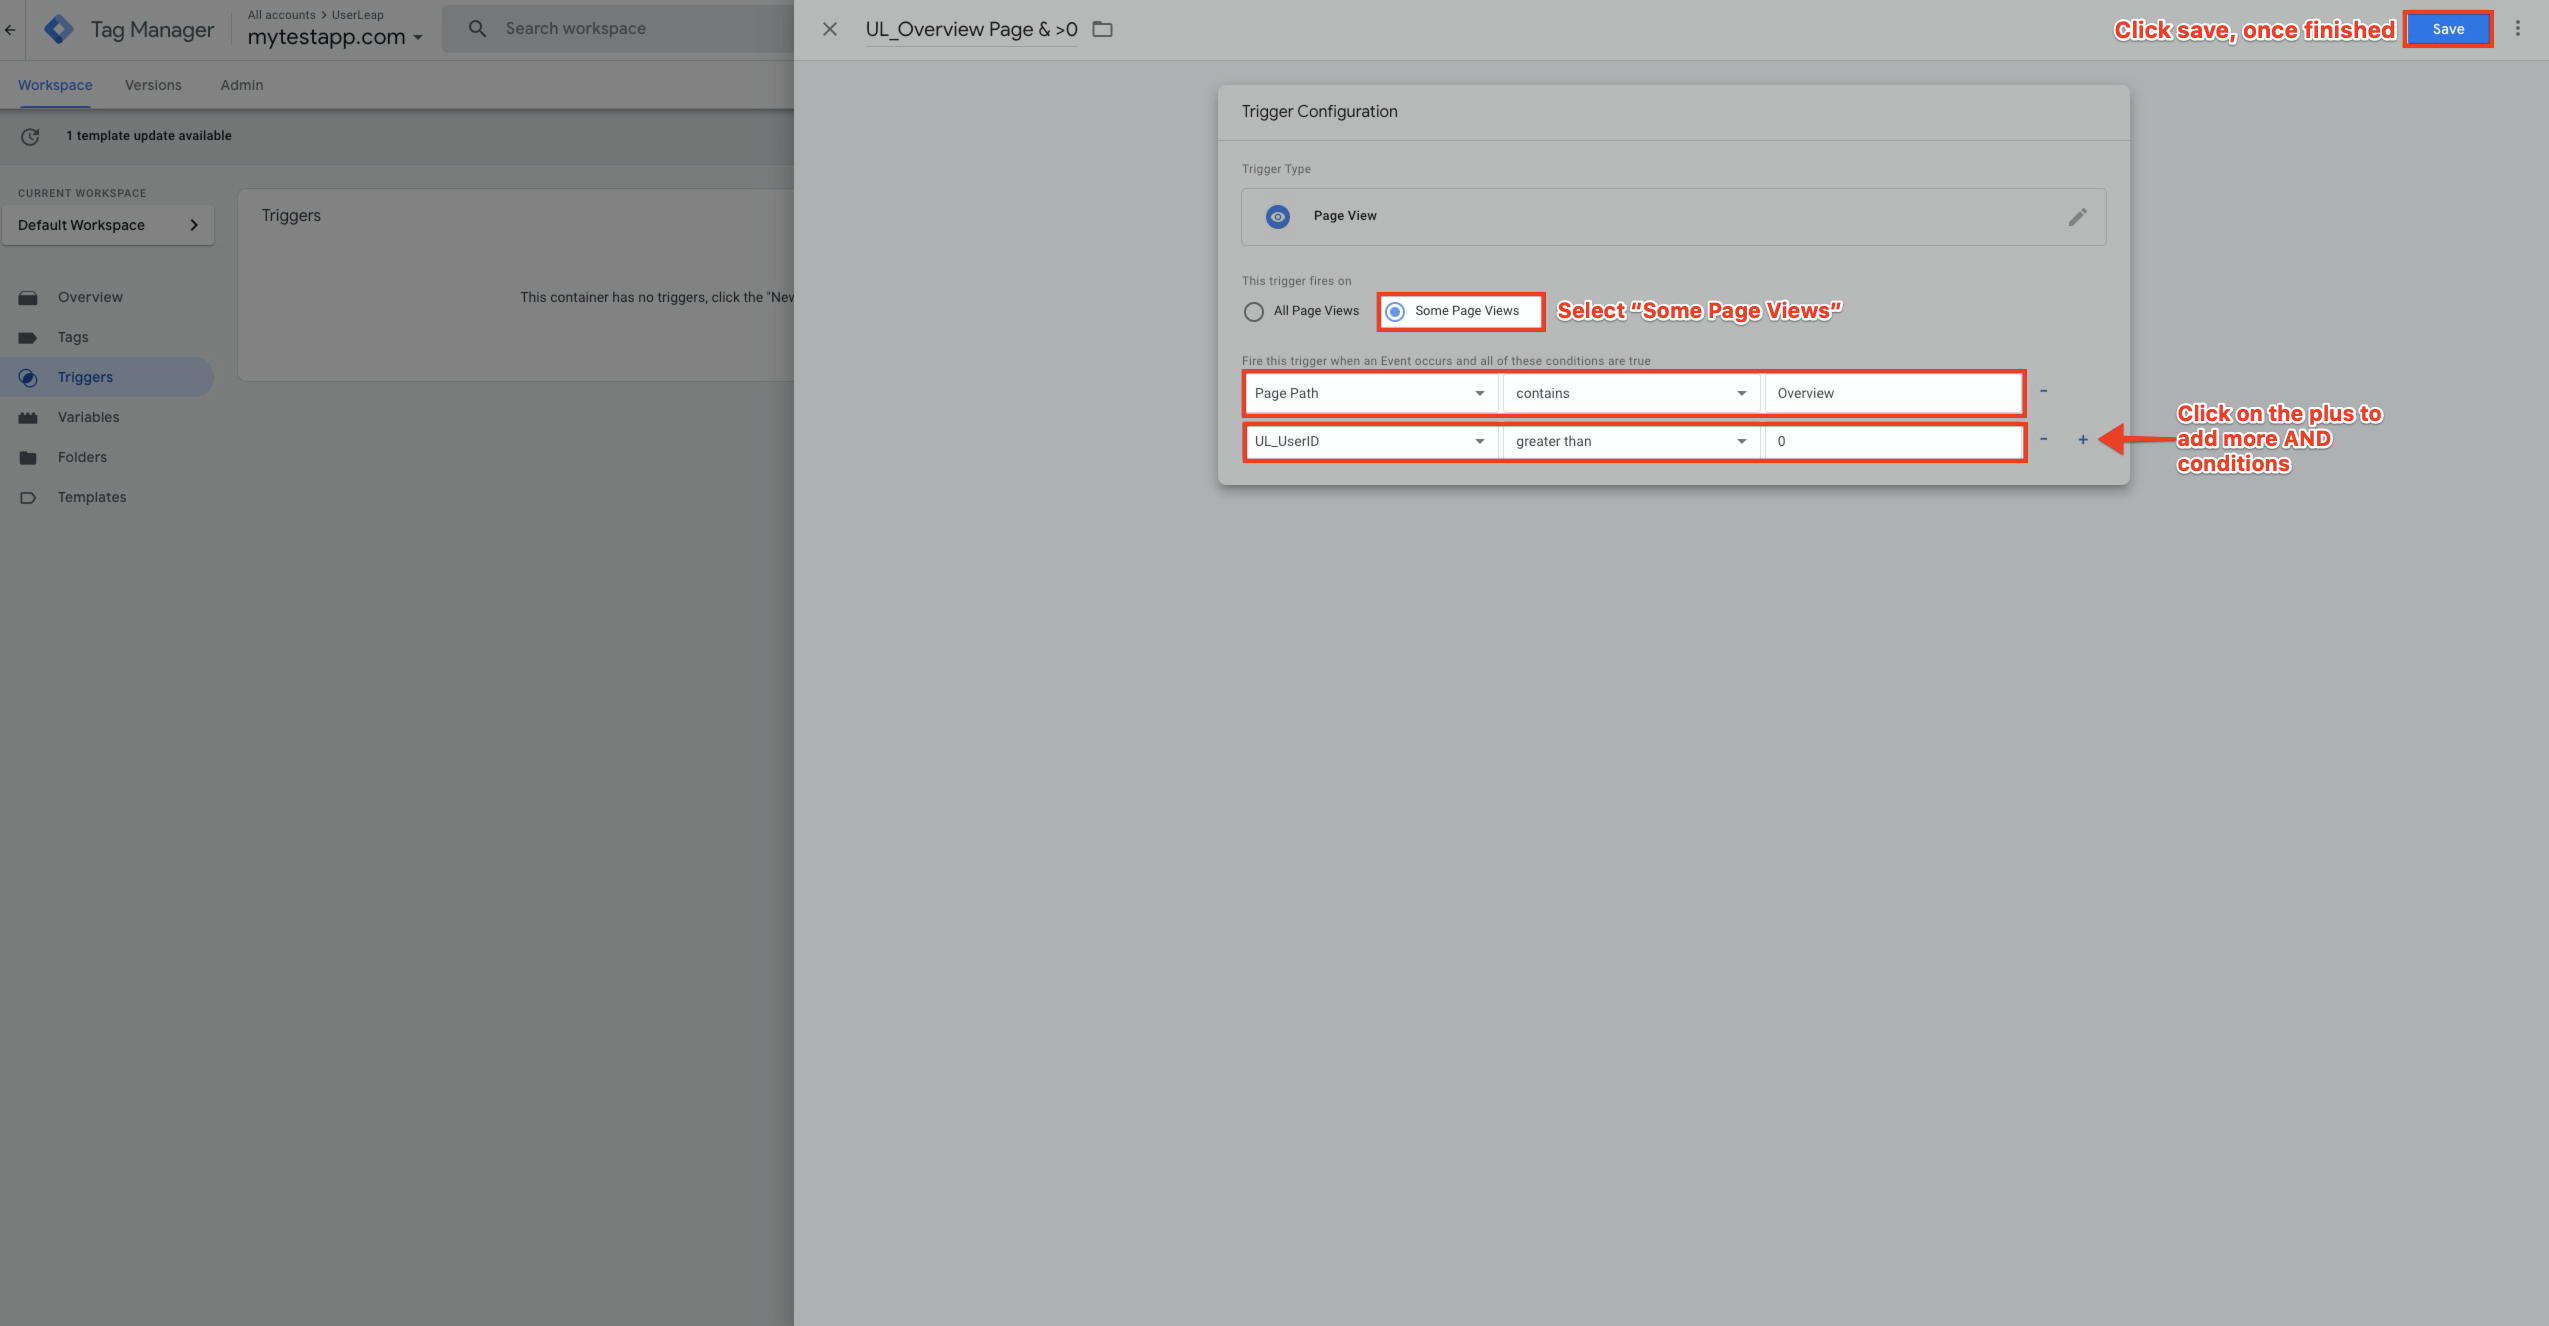 Tag Manager
All accounts > UserLeap
mytestapp.com
Search workspace
UL_Overview Page & >0
Click save, once finished
Save
Workspace
Versions
Admin
1 template update available
CURRENT WORKSPACE
Default Workspace
Overview
Tags
Triggers
Variables
Folders
Templates
Triggers
This container has no triggers, click the "New
Trigger Configuration
Trigger Type
Page View
This trigger fires on
All Page Views
Some Page Views
Select “Some Page Views”
Fire this trigger when an Event occurs and all of these conditions are true
Page Path
contains
Overview
-
UL_UserID
greater than
0
- +
Click on the plus to
add more AND
conditions